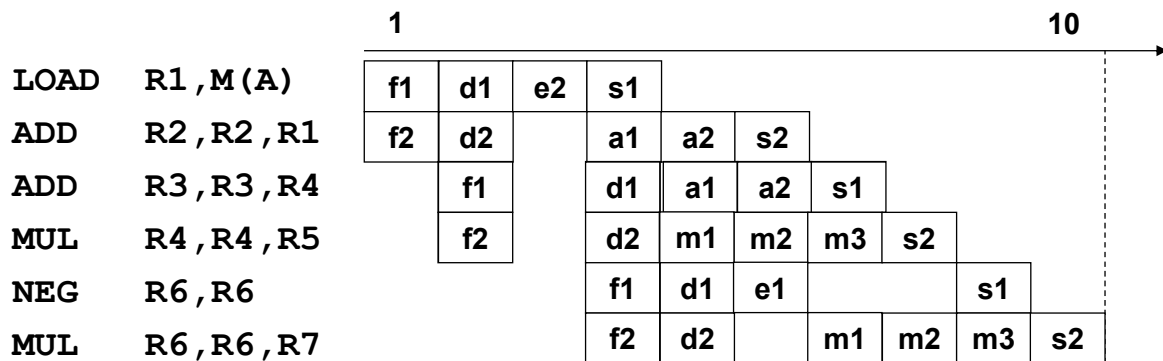 1 10
LOAD R1,M(A) f1 d1 e2 s1
ADD R2,R2,R1 f2 d2 a1 a2 s2
ADD R3,R3,R4 f1 d1 a1 a2 s1
MUL R4,R4,R5 f2 d2 m1 m2 m3 s2
NEG R6,R6 f1 d1 e1 s1
MUL R6,R6,R7 f2 d2 m1 m2 m3 s2